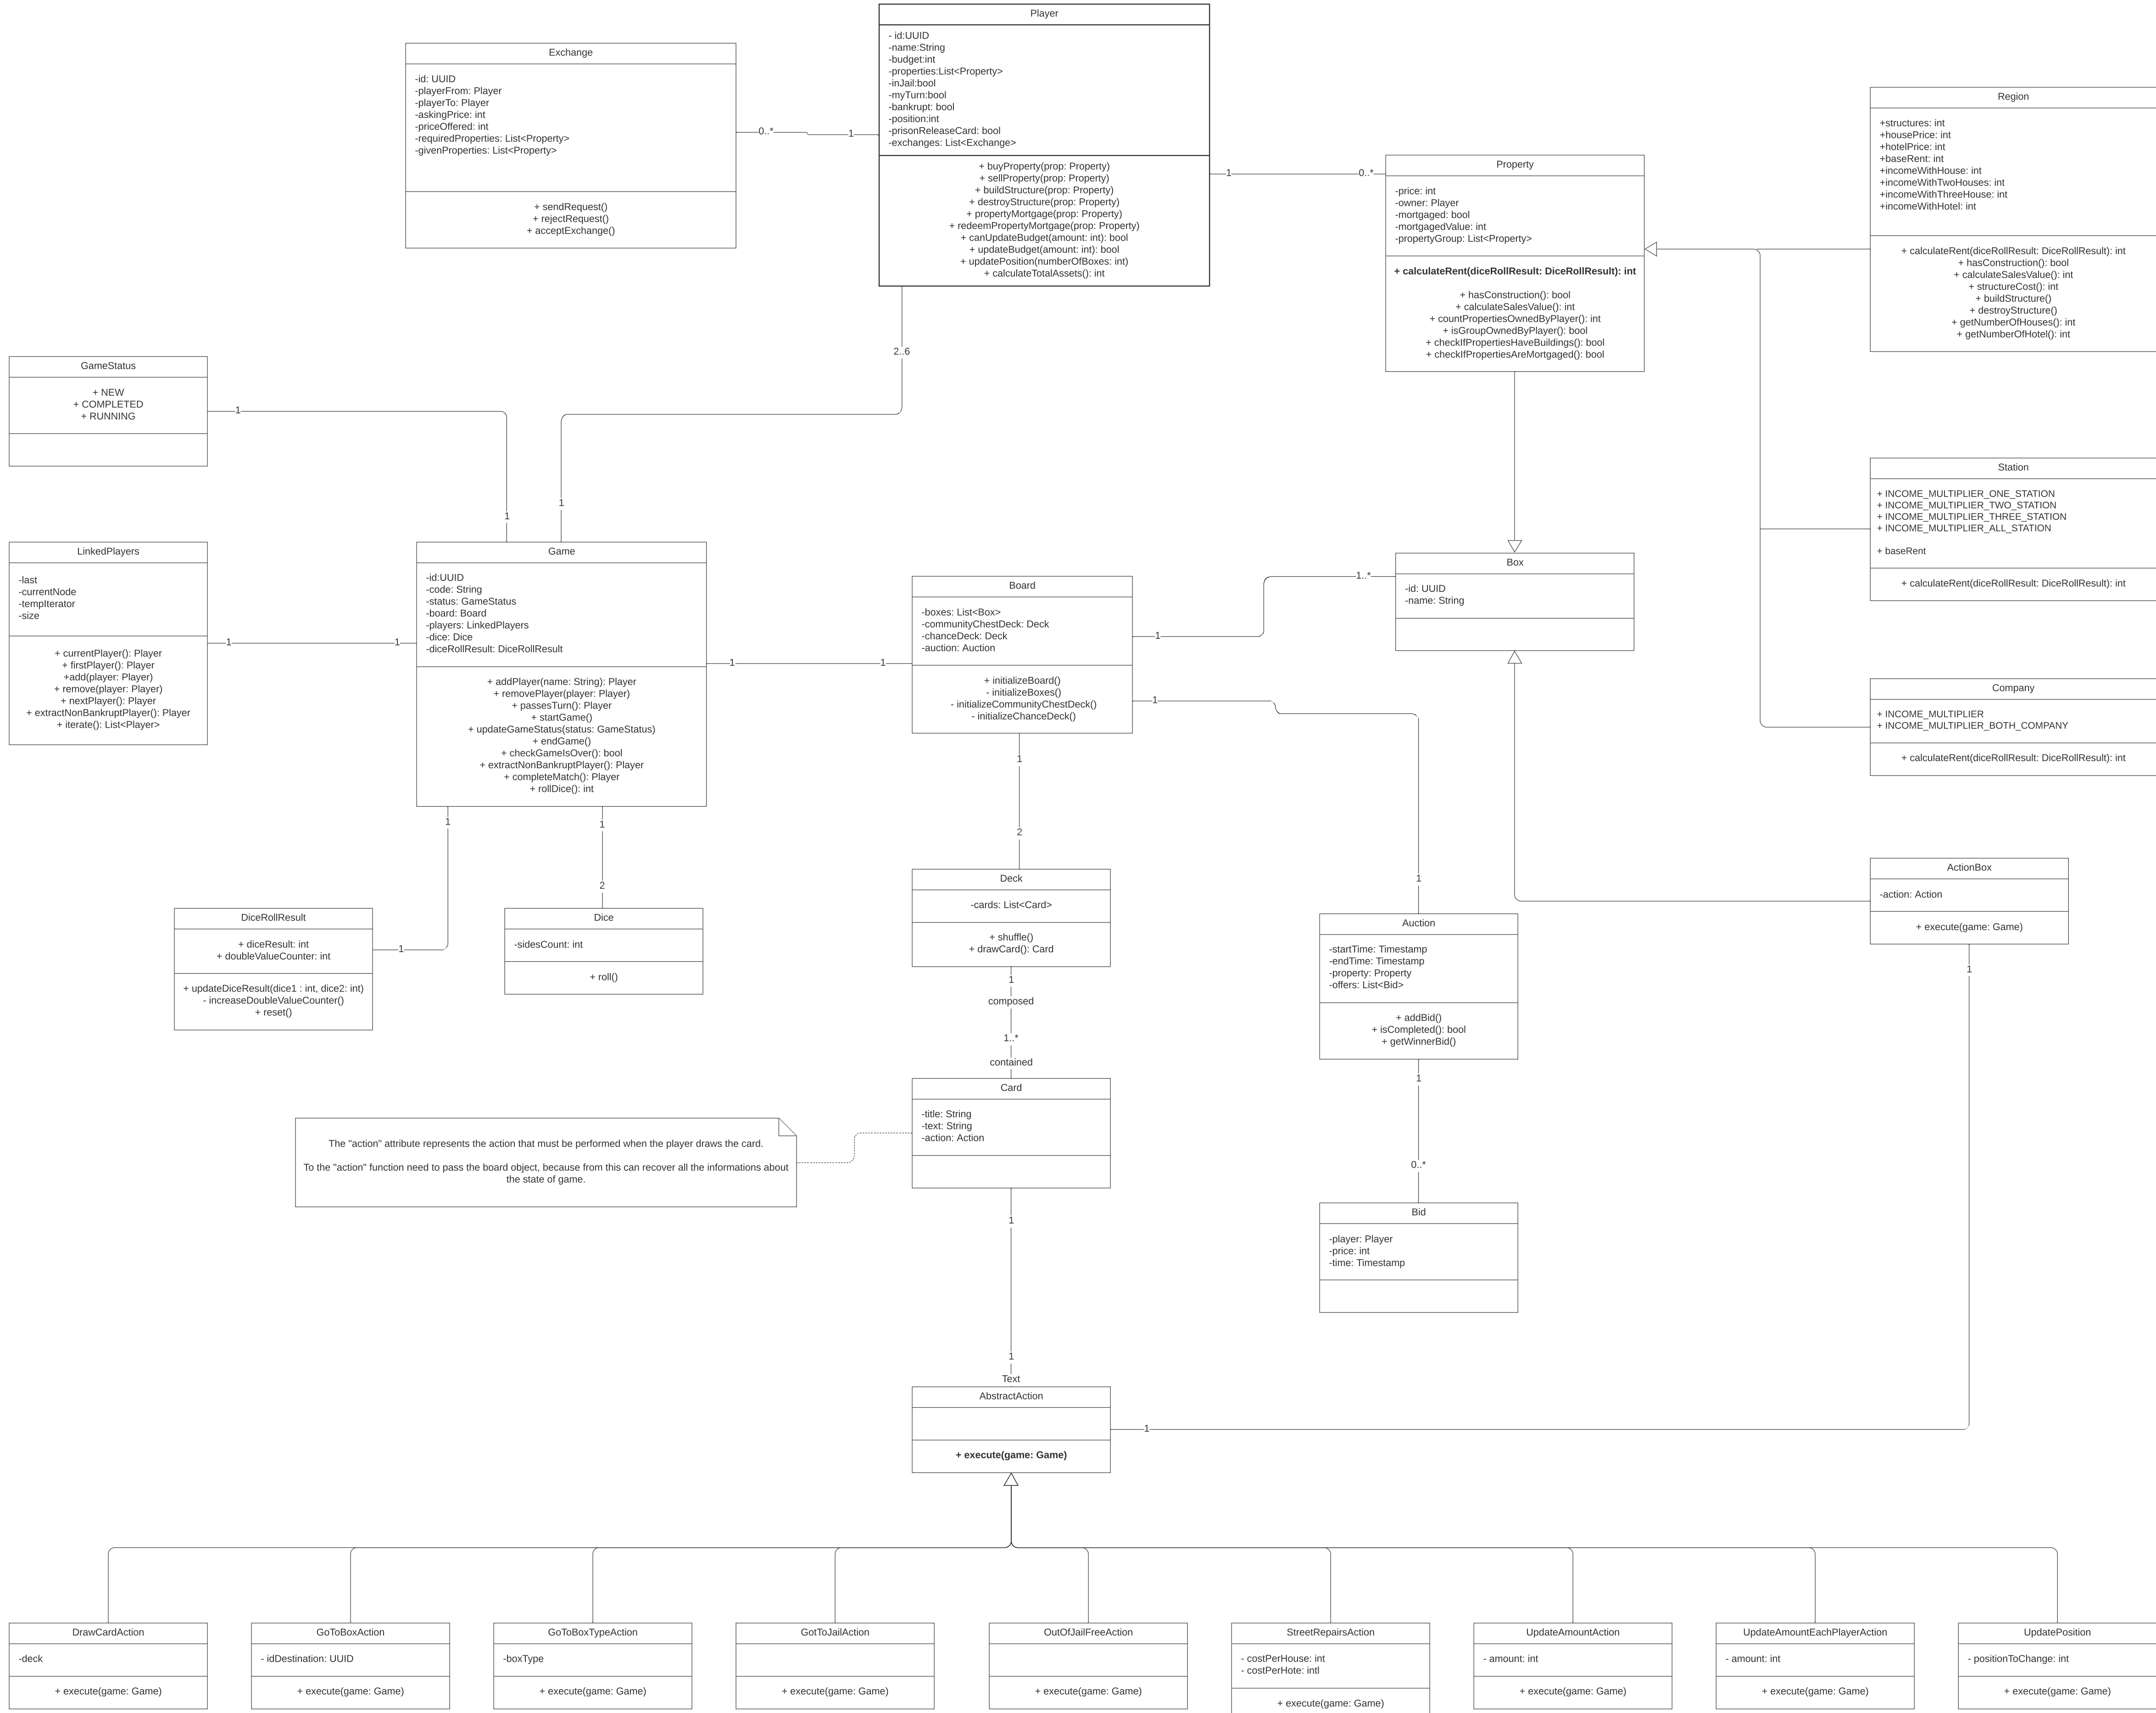 Player
- id:UUID
-name:String
-budget:int
-properties:List<Property>
-inJail:bool
-myTurn:bool
-bankrupt: bool
-position:int
-prisonReleaseCard: bool
-exchanges: List<Exchange>
+ buyProperty(prop: Property)
+ sellProperty(prop: Property)
+ buildStructure(prop: Property)
+ destroyStructure(prop: Property)
+ propertyMortgage(prop: Property)
+ redeemPropertyMortgage(prop: Property)
+ canUpdateBudget(amount: int): bool
+ updateBudget(amount: int): bool
+ updatePosition(numberOfBoxes: int)
+ calculateTotalAssets(): int
Exchange
-id: UUID
-playerFrom: Player
-playerTo: Player
-askingPrice: int
-priceOffered: int
-requiredProperties: List<Property>
-givenProperties: List<Property>
+ sendRequest()
+ rejectRequest()
+ acceptExchange()
0..*
1
1
0..*
Property
-price: int
-owner: Player
-mortgaged: bool
-mortgagedValue: int
-propertyGroup: List<Property>
+ calculateRent(diceRollResult: DiceRollResult): int
+ hasConstruction(): bool
+ calculateSalesValue(): int
+ countPropertiesOwnedByPlayer(): int
+ isGroupOwnedByPlayer(): bool
+ checkIfPropertiesHaveBuildings(): bool
+ checkIfPropertiesAreMortgaged(): bool
Region
+structures: int
+housePrice: int
+hotelPrice: int
+baseRent: int
+incomeWithHouse: int
+incomeWithTwoHouses: int
+incomeWithThreeHouse: int
+incomeWithHotel: int
+ calculateRent(diceRollResult: DiceRollResult): int
+ hasConstruction(): bool
+ calculateSalesValue(): int
+ structureCost(): int
+ buildStructure()
+ destroyStructure()
+ getNumberOfHouses(): int
+ getNumberOfHotel(): int
2..6
1
GameStatus
+ NEW
+ COMPLETED
+ RUNNING
1
1
Station
+ INCOME_MULTIPLIER_ONE_STATION
+ INCOME_MULTIPLIER_TWO_STATION
+ INCOME_MULTIPLIER_THREE_STATION
+ INCOME_MULTIPLIER_ALL_STATION
+ baseRent
+ calculateRent(diceRollResult: DiceRollResult): int
LinkedPlayers
-last
-currentNode
-tempIterator
-size
+ currentPlayer(): Player
+ firstPlayer(): Player
+add(player: Player)
+ remove(player: Player)
+ nextPlayer(): Player
+ extractNonBankruptPlayer(): Player
+ iterate(): List<Player>
1
1
Game
-id:UUID
-code: String
-status: GameStatus
-board: Board
-players: LinkedPlayers
-dice: Dice
-diceRollResult: DiceRollResult
+ addPlayer(name: String): Player
+ removePlayer(player: Player)
+ passesTurn(): Player
+ startGame()
+ updateGameStatus(status: GameStatus)
+ endGame()
+ checkGameIsOver(): bool
+ extractNonBankruptPlayer(): Player
+ completeMatch(): Player
+ rollDice(): int
1
1
Board
-boxes: List<Box>
-communityChestDeck: Deck
-chanceDeck: Deck
-auction: Auction
+ initializeBoard()
- initializeBoxes()
- initializeCommunityChestDeck()
- initializeChanceDeck()
1
1..*
Box
-id: UUID
-name: String
Company
+ INCOME_MULTIPLIER
+ INCOME_MULTIPLIER_BOTH_COMPANY
+ calculateRent(diceRollResult: DiceRollResult): int
1
1
1
2
1
1
1
2
DiceRollResult
+ diceResult: int
+ doubleValueCounter: int
+ updateDiceResult(dice1 : int, dice2: int)
- increaseDoubleValueCounter()
+ reset()
Dice
-sidesCount: int
+ roll()
Deck
-cards: List<Card>
+ shuffle()
+ drawCard(): Card
Auction
-startTime: Timestamp
-endTime: Timestamp
-property: Property
-offers: List<Bid>
+ addBid()
+ isCompleted(): bool
+ getWinnerBid()
ActionBox
-action: Action
+ execute(game: Game)
1
1
composed
1..*
contained
Card
-title: String
-text: String
-action: Action
The "action" attribute represents the action that must be performed when the player draws the card.
To the "action" function need to pass the board object, because from this can recover all the informations about
the state of game.
1
0..*
Bid
-player: Player
-price: int
-time: Timestamp
1
1
Text
AbstractAction
+ execute(game: Game)
1
DrawCardAction
-deck
+ execute(game: Game)
GoToBoxAction
- idDestination: UUID
+ execute(game: Game)
GoToBoxTypeAction
-boxType
+ execute(game: Game)
GotToJailAction
+ execute(game: Game)
OutOfJailFreeAction
+ execute(game: Game)
StreetRepairsAction
- costPerHouse: int
- costPerHote: intl
+ execute(game: Game)
UpdateAmountAction
- amount: int
+ execute(game: Game)
UpdateAmountEachPlayerAction
- amount: int
+ execute(game: Game)
UpdatePosition
- positionToChange: int
+ execute(game: Game)